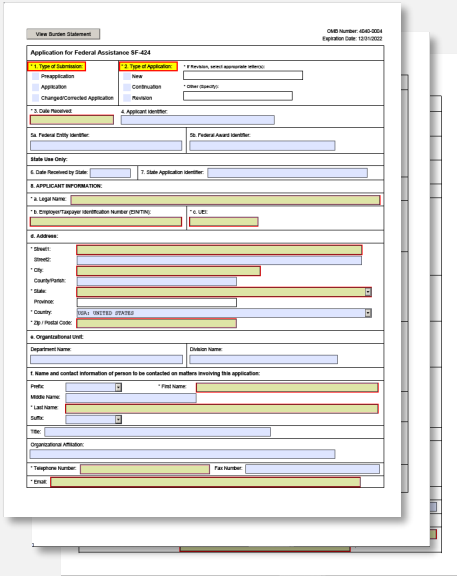 View Burden Statement
OMB Number: 4040-0004
Expiration Date: 12/31/2022
Application for Federal Assistance SF-424
* 1. Type of Submission:
Preapplication
Application
Changed/Corrected Application
* 2. Type of Application:
New
Continuation
Revision
* If Revision, select appropriate letter(s):
* Other (Specify):
* 3. Date Received:
4. Applicant Identifier:
5a. Federal Entity Identifier:
5b. Federal Award Identifier:
State Use Only:
6. Date Received by State:
7. State Application Identifier:
8. APPLICANT INFORMATION:
* a. Legal Name:
* b. Employer/Taxpayer Identification Number (EIN/TIN):
* c. UEI:
d. Address:
* Street1:
Street2:
* City:
County/Parish:
* State:
Province:
* Country:
USA: UNITED STATES
* Zip / Postal Code:
e. Organizational Unit:
Department Name:
Division Name:
f. Name and contact information of person to be contacted on matters involving this application:
Prefix:
* First Name:
Middle Name:
* Last Name:
Suffix:
Title:
Organizational Affiliation:
* Telephone Number:
Fax Number:
* Email: